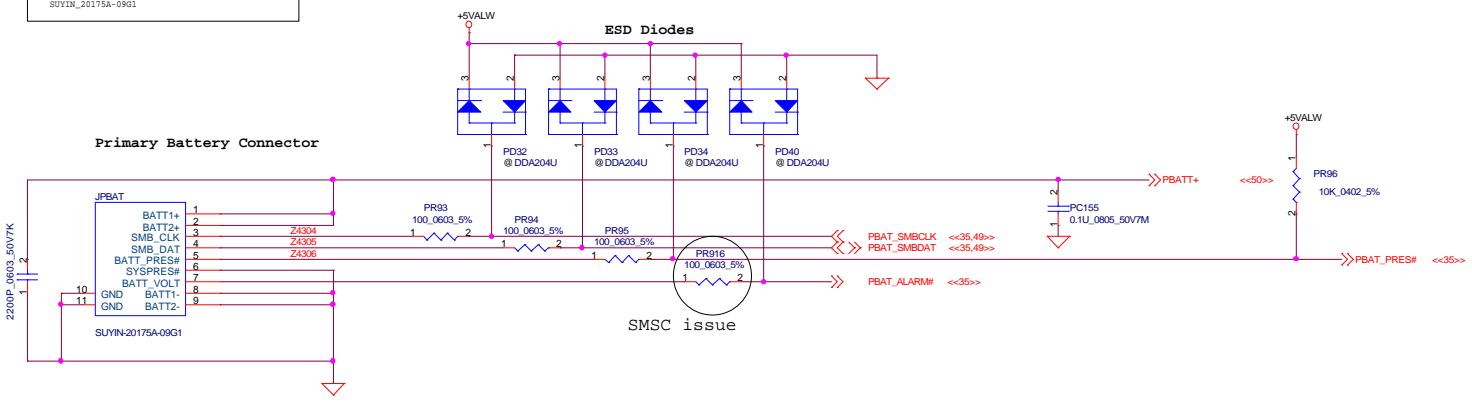 SUYIN_20175A-09G1
+5VALW
ESD Diodes
3 2 3 2 3 2 3 2
1 1 1 1
PD32
@ DDA204U
PD33
@ DDA204U
PD34
@ DDA204U
PD40
@ DDA204U
+5VALW
1
PR96
10K_0402_5%
2
Primary Battery Connector
PBATT+ <<50>>
2
PC155
0.1U_0805_50V7M
1
JPBAT
BATT1+ 1
BATT2+ 2
SMB_CLK 3
SMB_DAT 4
BATT_PRES# 5
SYSPRES# 6
BATT_VOLT 7
10 GND BATT1- 8
11 GND BATT2- 9
SUYIN-20175A-09G1
2200P_0603_50V7K
2
1
Z4304
Z4305
Z4306
PR93
100_0603_5%
1 2
PR94
100_0603_5%
1 2
PR95
100_0603_5%
1 2
PR916
100_0603_5%
1 2
SMSC issue
PBAT_SMBCLK <<35,49>>
PBAT_SMBDAT <<35,49>>
PBAT_PRES# <<35>>
PBAT_ALARM# <<35>>